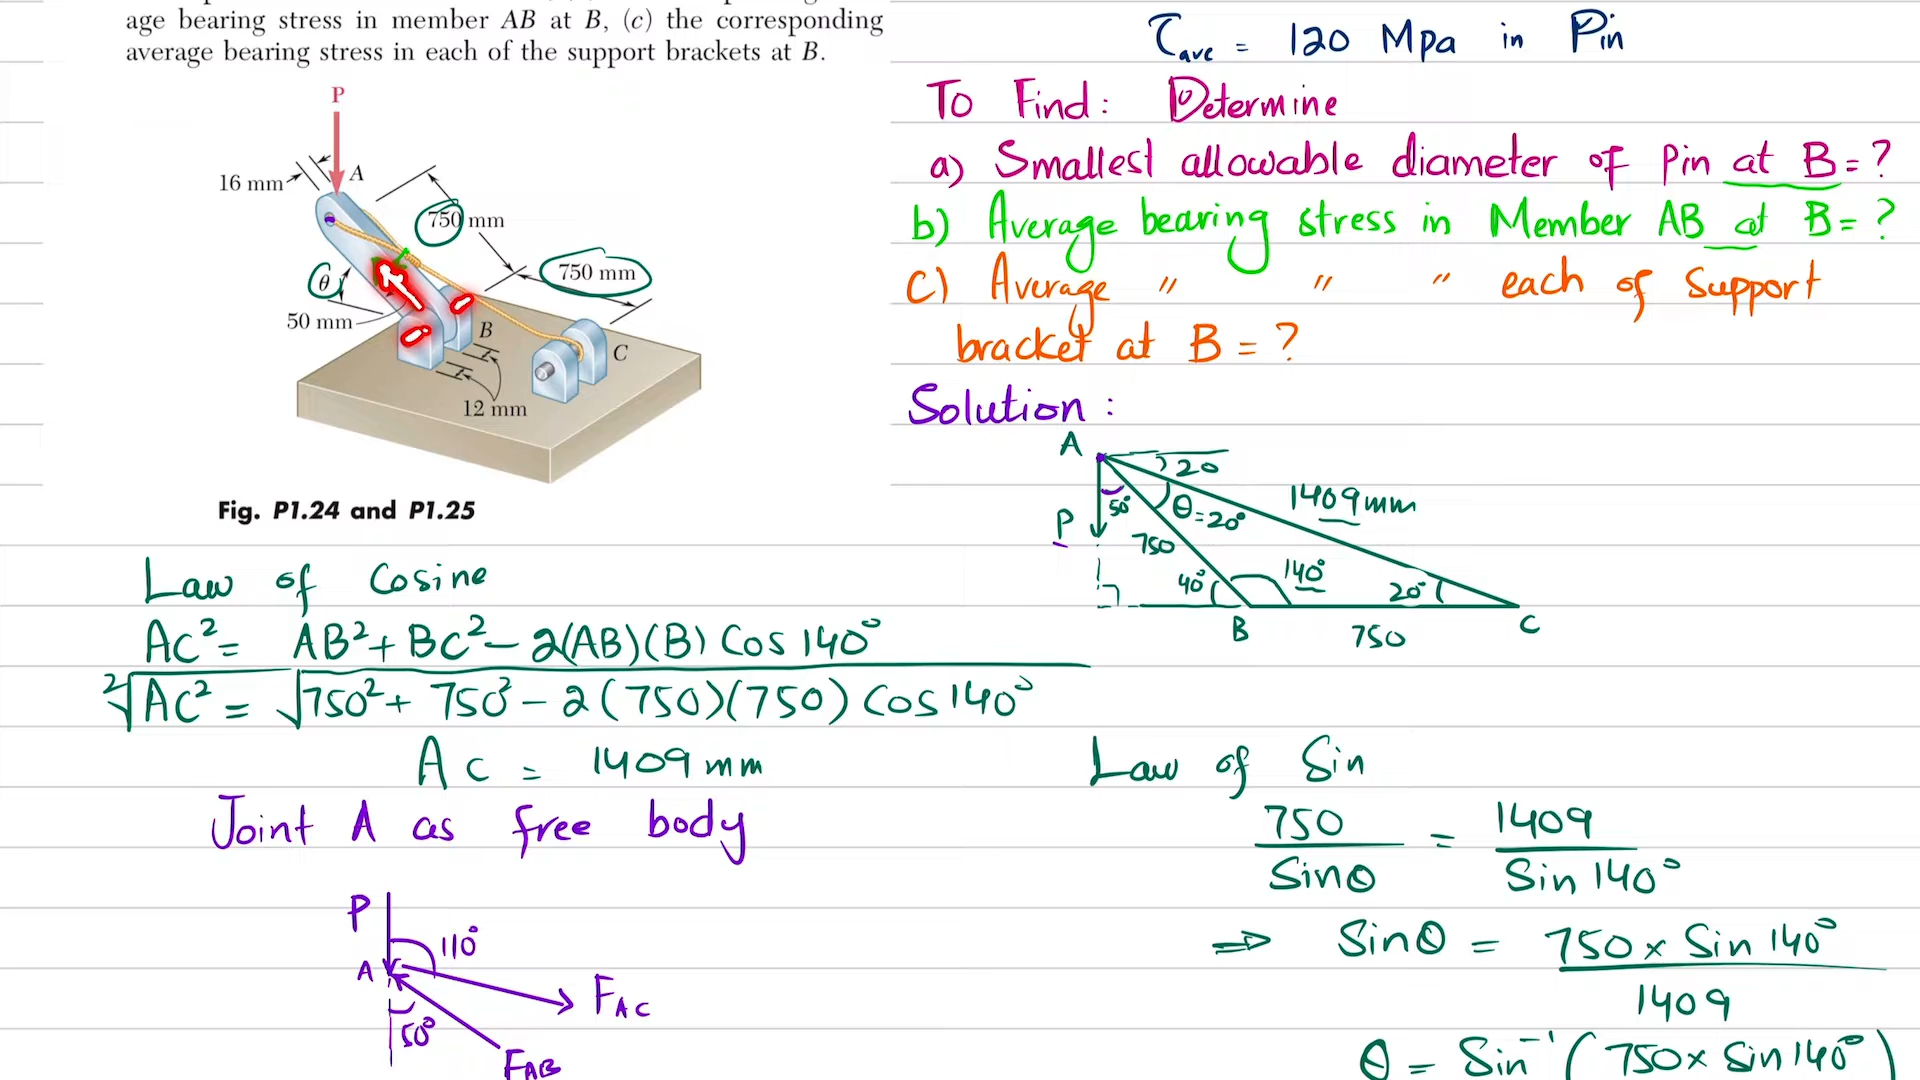 age bearing stress in member AB at B, (c) the corresponding
average bearing stress in each of the support brackets at B.
P
16 mm
A
750 mm
750 mm
θ
50 mm
B
C
12 mm
Fig. P1.24 and P1.25
τave = 120 Mpa in Pin
To Find: Determine
a) Smallest allowable diameter of Pin at B=?
b) Average bearing stress in Member AB at B=?
C) Average " " " each of Support
bracket at B = ?
Solution :
A
20
1409mm
50°
θ=20°
P
750
40°
140°
20°
B
750
C
Law of Cosine
AC² = AB² + BC² – 2(AB)(B) Cos 140°
²√AC² = √750² + 750² – 2(750)(750) Cos 140°
AC = 1409 mm
Joint A as free body
P
110°
A
FAC
50°
FAB
Law of Sin
750/Sinθ = 1409/Sin 140°
⇒ Sinθ = 750 x Sin 140°/1409
θ = Sin⁻¹ ( 750x Sin 140° )